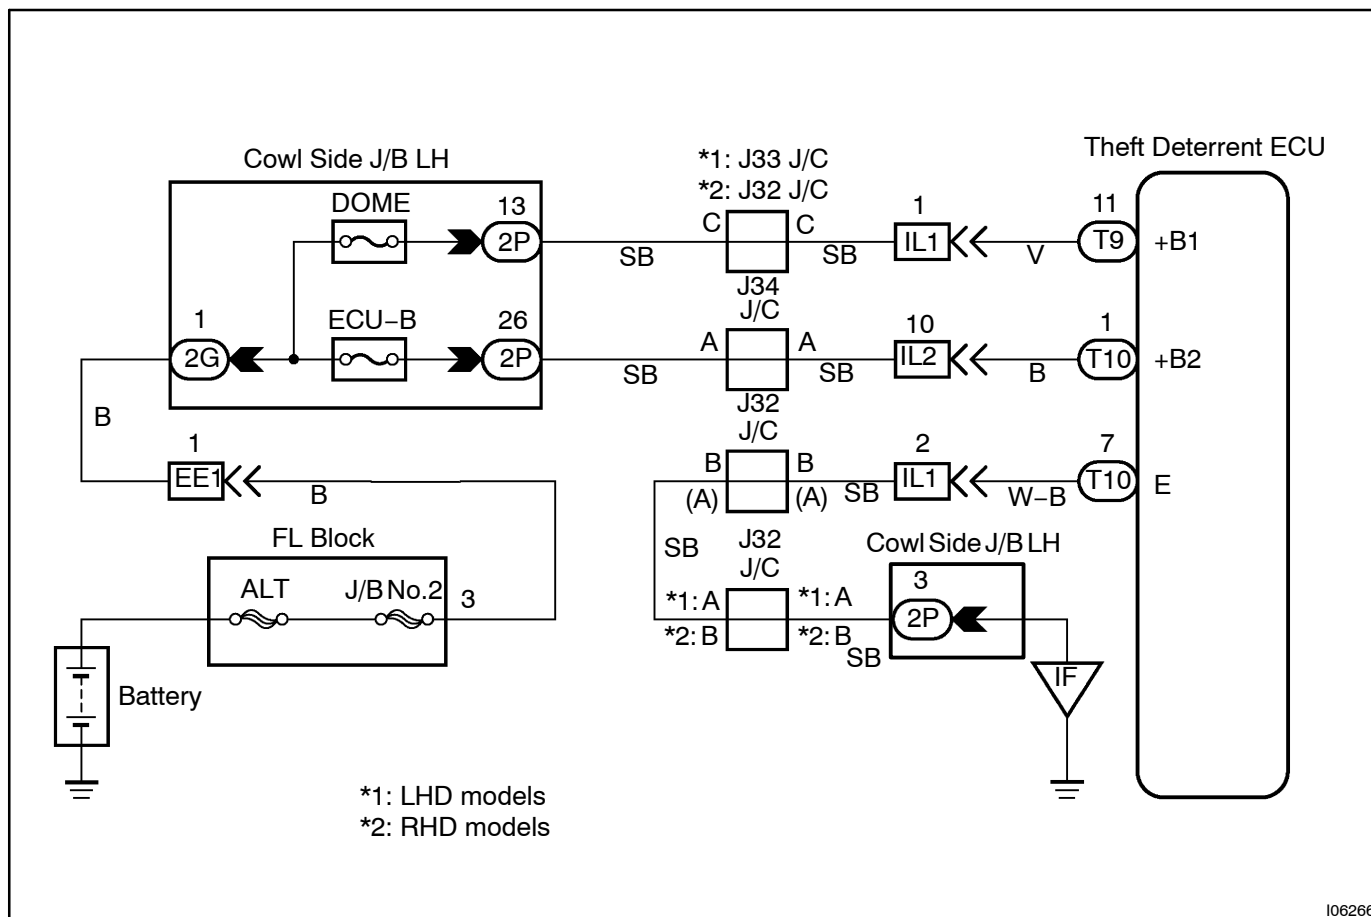 *1: J33 J/C
*2: J32 J/C
Theft Deterrent ECU
Cowl Side J/B LH
DOME
13
2P
SB
C
C
SB
1
IL1
V
11
T9
+B1
J34
J/C
1
2G
ECU–B
26
2P
SB
A
A
SB
10
IL2
B
1
T10
+B2
J32
J/C
B
1
EE1
B
B
(A)
B
(A)
SB
2
IL1
W–B
7
T10
E
FL Block
ALT
J/B No.2
3
SB
J32
J/C
*1: A
*2: B
*1: A
*2: B
SB
Cowl Side J/B LH
3
2P
IF
Battery
*1: LHD models
*2: RHD models
I06266